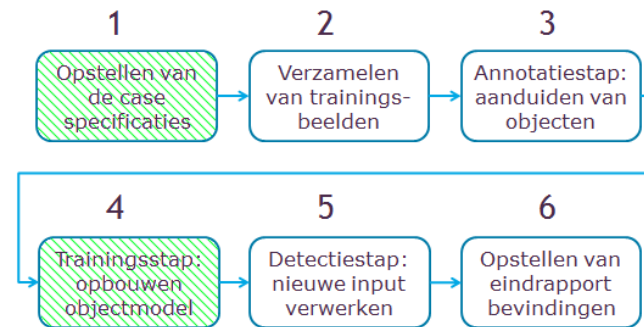 1
Opstellen van
de case
specificaties
2
Verzamelen
van trainings-
beelden
3
Annotatiestap:
aanduiden van
objecten
4
Trainingsstap:
opbouwen
objectmodel
5
Detectiestap:
nieuwe input
verwerken
6
Opstellen van
eindrapport
bevindingen